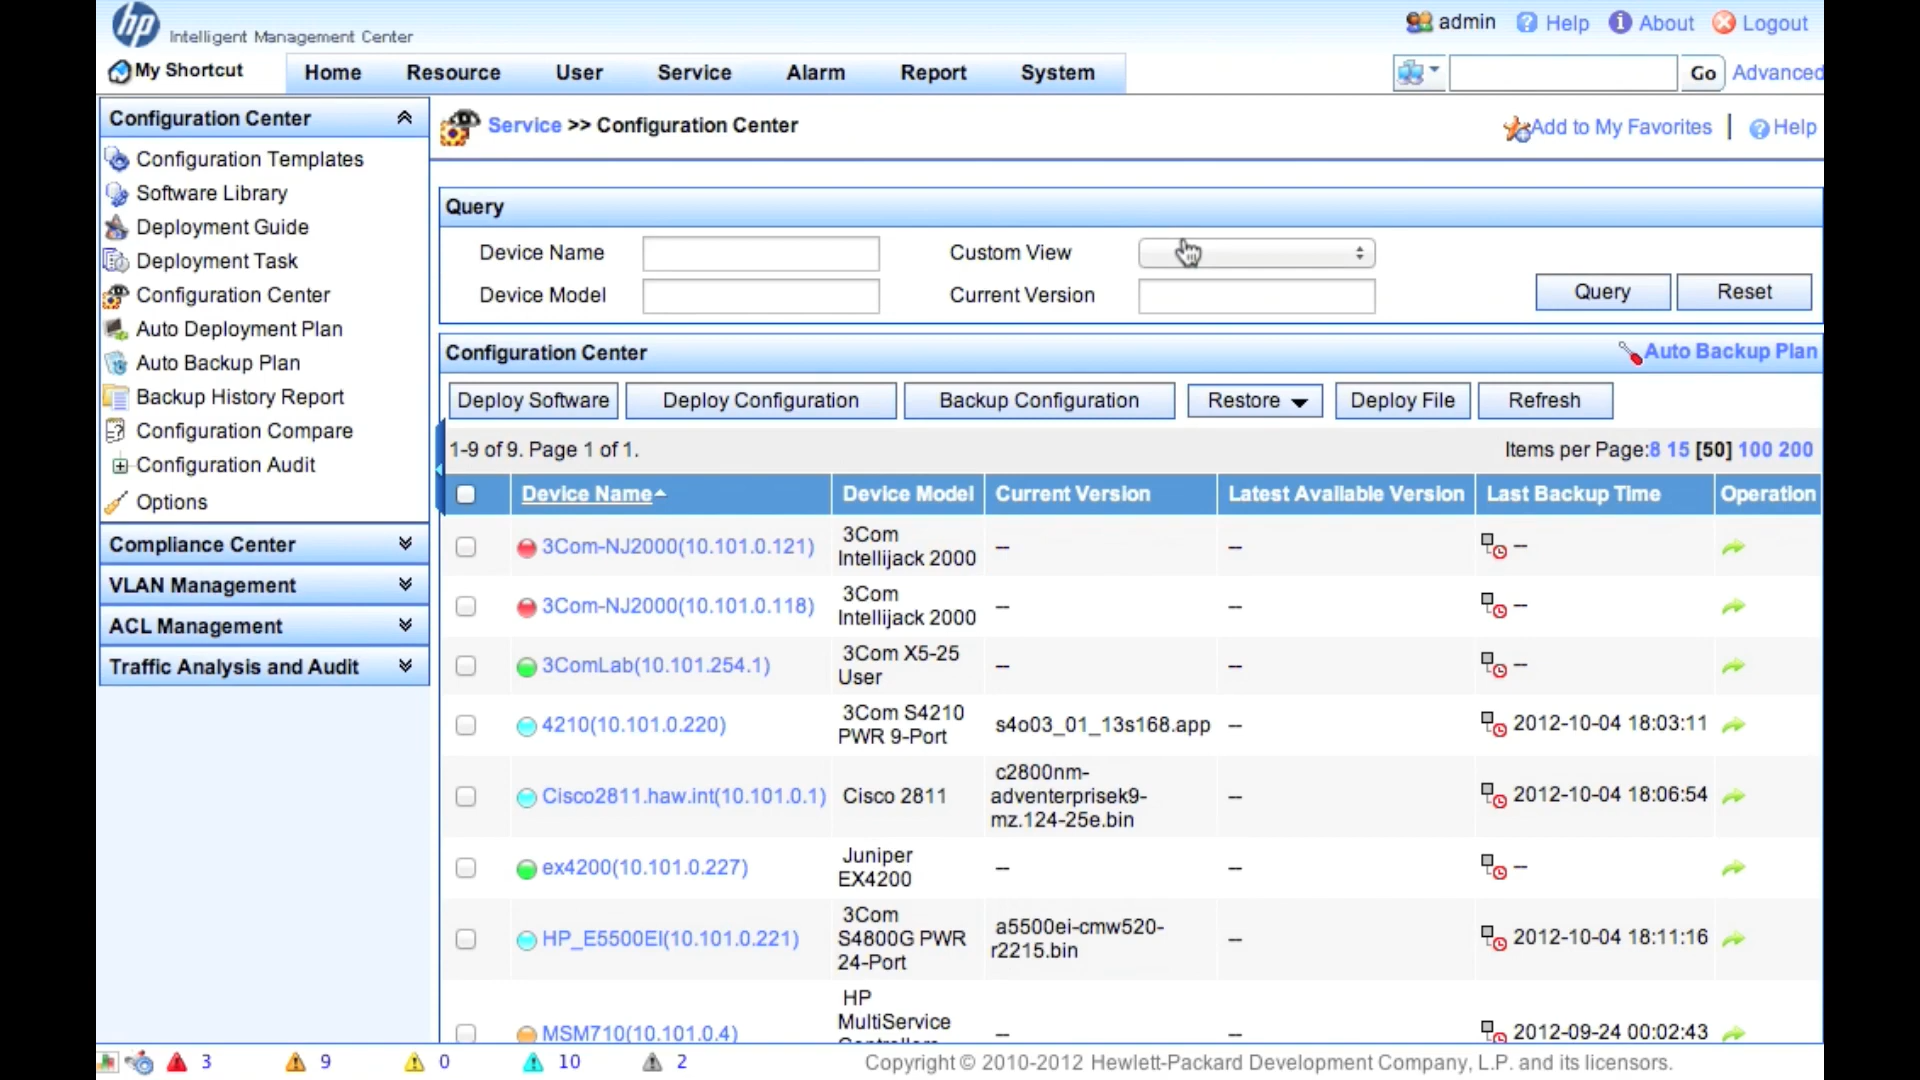 hp Intelligent Management Center
admin Help About Logout
My Shortcut Home Resource User Service Alarm Report System Go Advanced
Configuration Center
Configuration Templates
Software Library
Deployment Guide
Deployment Task
Configuration Center
Auto Deployment Plan
Auto Backup Plan
Backup History Report
Configuration Compare
Configuration Audit
Options
Compliance Center
VLAN Management
ACL Management
Traffic Analysis and Audit
Service >> Configuration Center Add to My Favorites | Help
Query
Device Name Custom View
Device Model Current Version Query Reset
Configuration Center Auto Backup Plan
Deploy Software Deploy Configuration Backup Configuration Restore Deploy File Refresh
1-9 of 9. Page 1 of 1. Items per Page:8 15 [50] 100 200
Device Name Device Model Current Version Latest Available Version Last Backup Time Operation
3Com-NJ2000(10.101.0.121) 3Com Intellijack 2000 -- -- --
3Com-NJ2000(10.101.0.118) 3Com Intellijack 2000 -- -- --
3ComLab(10.101.254.1) 3Com X5-25 User -- -- --
4210(10.101.0.220) 3Com S4210 PWR 9-Port s4o03_01_13s168.app -- 2012-10-04 18:03:11
Cisco2811.haw.int(10.101.0.1) Cisco 2811 c2800nm-adventerprisek9-mz.124-25e.bin -- 2012-10-04 18:06:54
ex4200(10.101.0.227) Juniper EX4200 -- -- --
HP_E5500EI(10.101.0.221) 3Com S4800G PWR 24-Port a5500ei-cmw520-r2215.bin -- 2012-10-04 18:11:16
MSM710(10.101.0.4) HP MultiService -- -- 2012-09-24 00:02:43
3 9 0 10 2 Copyright © 2010-2012 Hewlett-Packard Development Company, L.P. and its licensors.